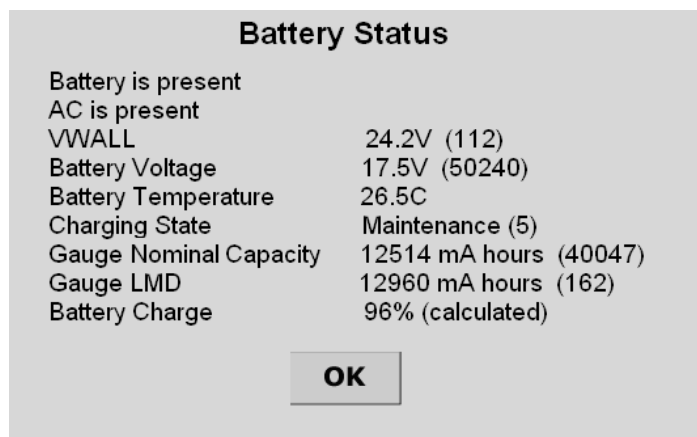 Battery Status
Battery is present
AC is present
VWALL 24.2V (112)
Battery Voltage 17.5V (50240)
Battery Temperature 26.5C
Charging State Maintenance (5)
Gauge Nominal Capacity 12514 mA hours (40047)
Gauge LMD 12960 mA hours (162)
Battery Charge 96% (calculated)
OK